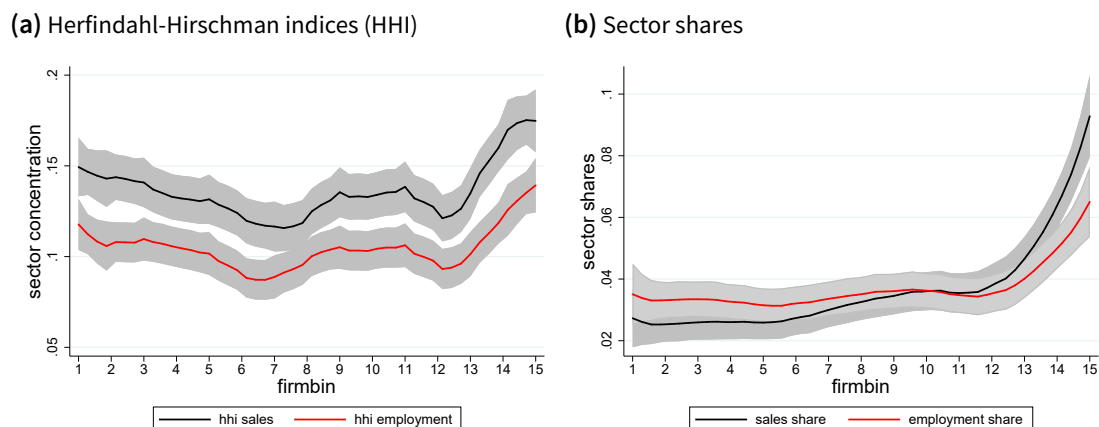 (a) Herfindahl-Hirschman indices (HHI)
sector concentration
.2
.15
.1
.05
1 2 3 4 5 6 7 8 9 10 11 12 13 14 15
firmbin
hhi sales hhi employment
(b) Sector shares
sector shares
.1
.08
.06
.04
.02
1 2 3 4 5 6 7 8 9 10 11 12 13 14 15
firmbin
sales share employment share